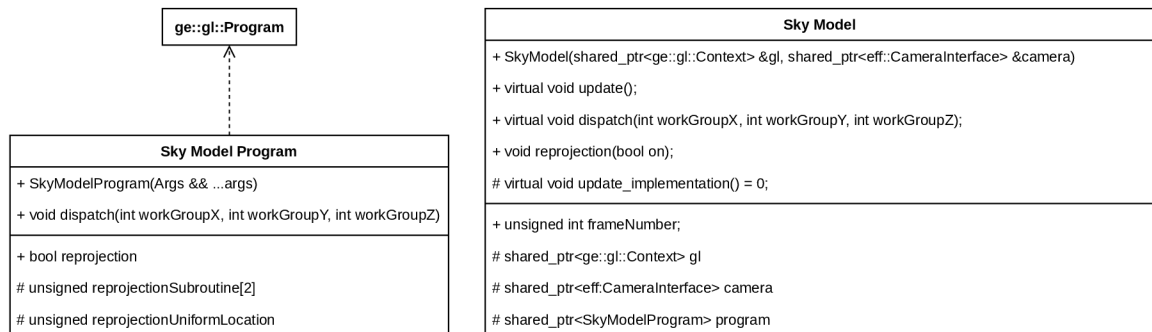 ge::gl::Program
Sky Model Program
+ SkyModelProgram(Args && ...args)
+ void dispatch(int workGroupX, int workGroupY, int workGroupZ)
+ bool reprojection
# unsigned reprojectionSubroutine[2]
# unsigned reprojectionUniformLocation
Sky Model
+ SkyModel(shared_ptr<ge::gl::Context> &gl, shared_ptr<eff::CameraInterface> &camera)
+ virtual void update();
+ virtual void dispatch(int workGroupX, int workGroupY, int workGroupZ);
+ void reprojection(bool on);
# virtual void update_implementation() = 0;
+ unsigned int frameNumber;
# shared_ptr<ge::gl::Context> gl
# shared_ptr<eff:CameraInterface> camera
# shared_ptr<SkyModelProgram> program